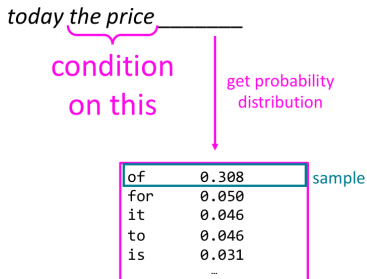 today the price________
condition
on this
get probability
distribution
of 0.308
sample
for 0.050
it 0.046
to 0.046
is 0.031
…